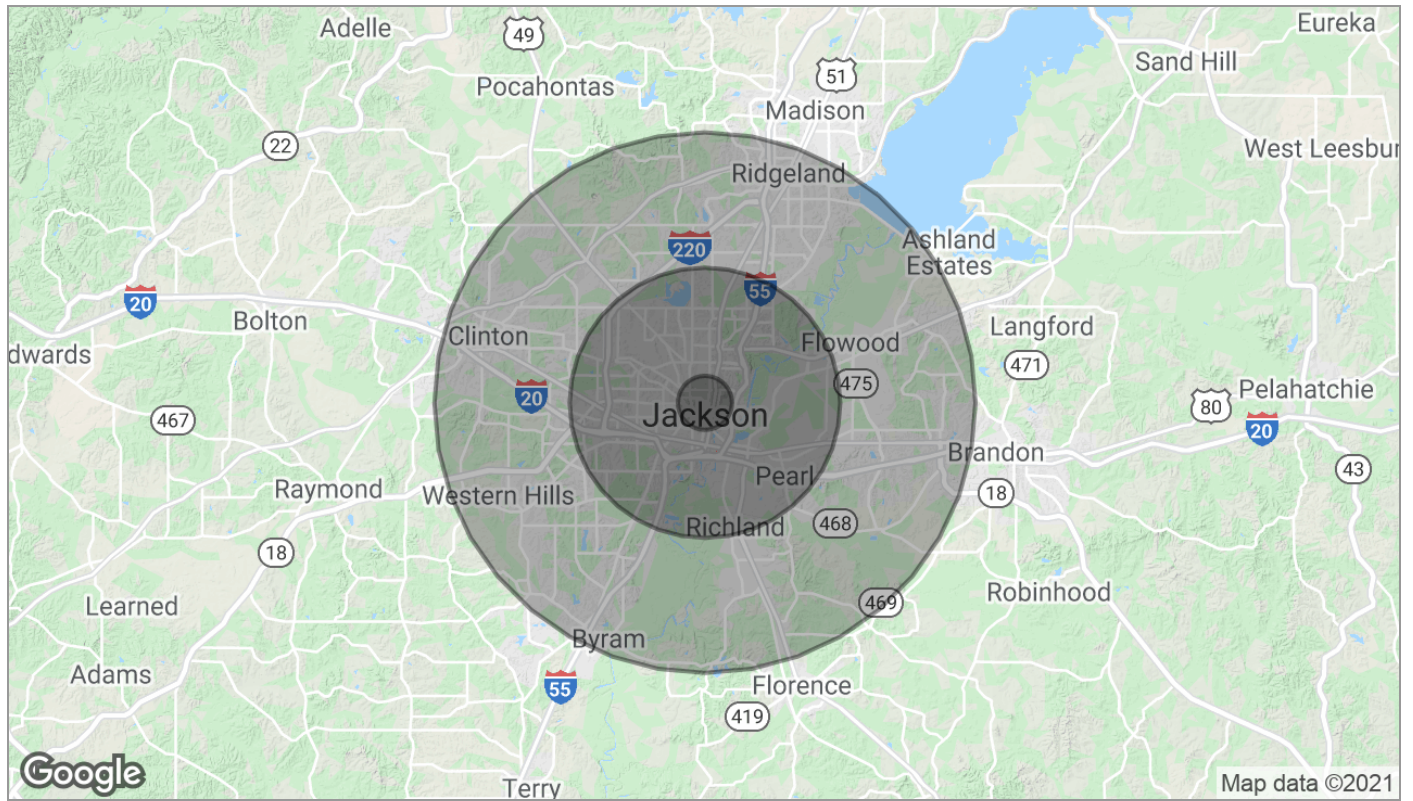 Adelle
49
Eureka
51
Sand Hill
Pocahontas
Madison
22
West Leesbur
Ridgeland
220
Ashland
Estates
55
20
Bolton
Clinton
Langford
Flowood
dwards
471
475
Pelahatchie
20
80
467
Jackson
20
Brandon
43
Pearl
Raymond
Western Hills
18
Richland
468
18
Robinhood
Learned
469
Byram
Adams
55
Florence
419
Google
Terry
Map data ©2021